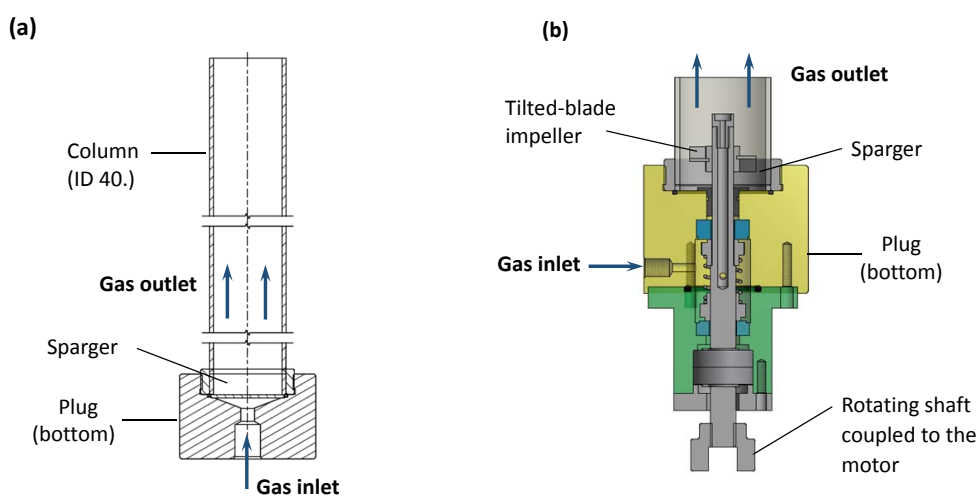 (a)
Column
(ID 40.)
Gas outlet
Sparger
Plug
(bottom)
Gas inlet
(b)
Gas outlet
Tilted-blade
impeller
Sparger
Gas inlet
Plug
(bottom)
Rotating shaft
coupled to the
motor